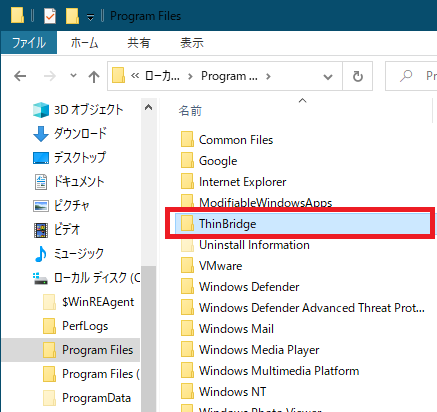 Program Files
ファイル ホーム 共有 表示
« ローカ... › Program ... › P
名前
3D オブジェクト
ダウンロード
デスクトップ
ドキュメント
ピクチャ
ビデオ
ミュージック
ローカル ディスク (C
$WinREAgent
PerfLogs
Program Files
Program Files (
ProgramData
Common Files
Google
Internet Explorer
ModifiableWindowsApps
ThinBridge
Uninstall Information
VMware
Windows Defender
Windows Defender Advanced Threat Prot...
Windows Mail
Windows Media Player
Windows Multimedia Platform
Windows NT
Windows Photo Viewer